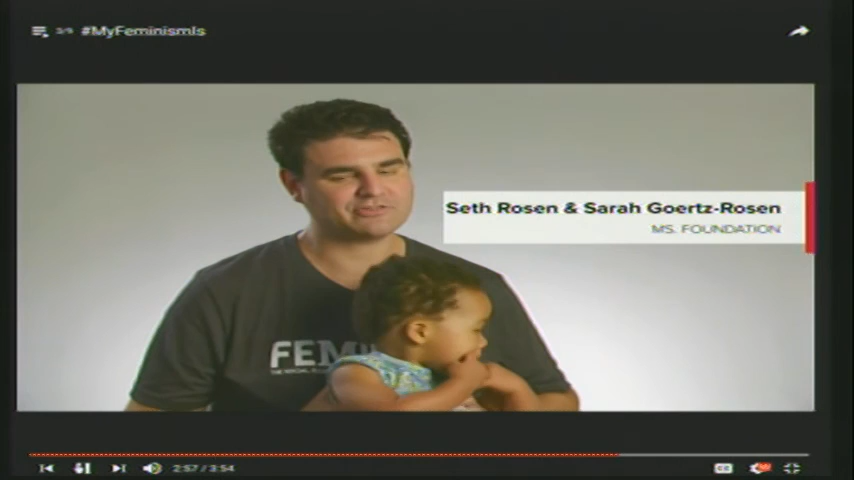 #MyFeminismIs
Seth Rosen & Sarah Goertz-Rosen
MS. FOUNDATION
FEM
2:57 / 3:54